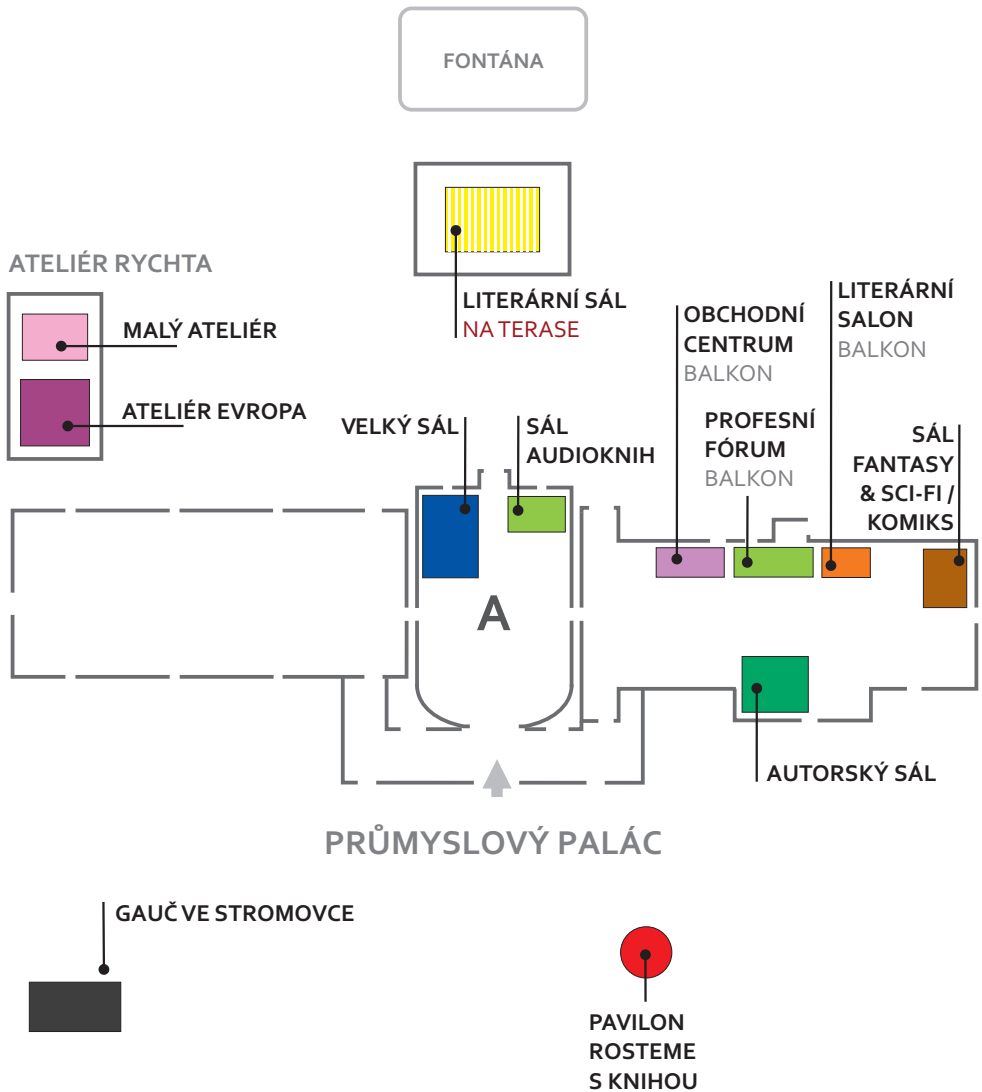 FONTÁNA
ATELIÉR RYCHTA
MALÝ ATELIÉR
ATELIÉR EVROPA
LITERÁRNÍ SÁL
NA TERASE
VELKÝ SÁL
SÁL
AUDIOKNIH
OBCHODNÍ
CENTRUM
BALKON
PROFESNÍ
FÓRUM
BALKON
LITERÁRNÍ
SALON
BALKON
SÁL
FANTASY
& SCI-FI /
KOMIKS
A
AUTORSKÝ SÁL
PRŮMYSLOVÝ PALÁC
GAUČ VE STROMOVCE
PAVILON
ROSTEME
S KNIHOU